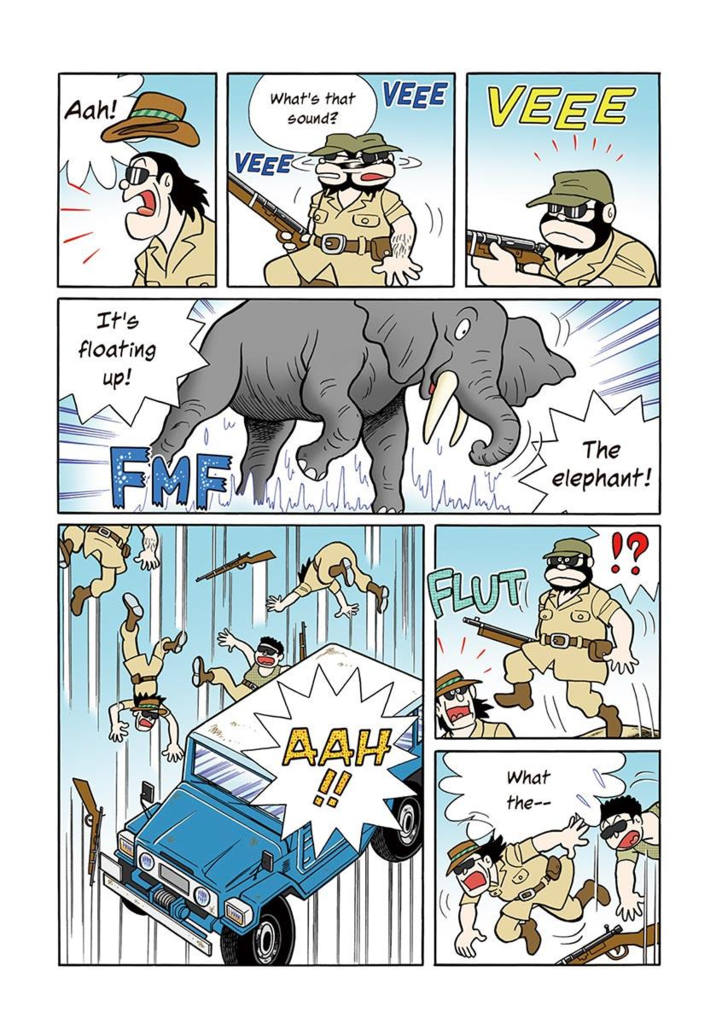 VEEE
VEEE
What's that
sound?
VEEE
Aah!
The
elephant!
It's
floating
up!
FMF
!?
FLUT
What
the--
AAH
!!